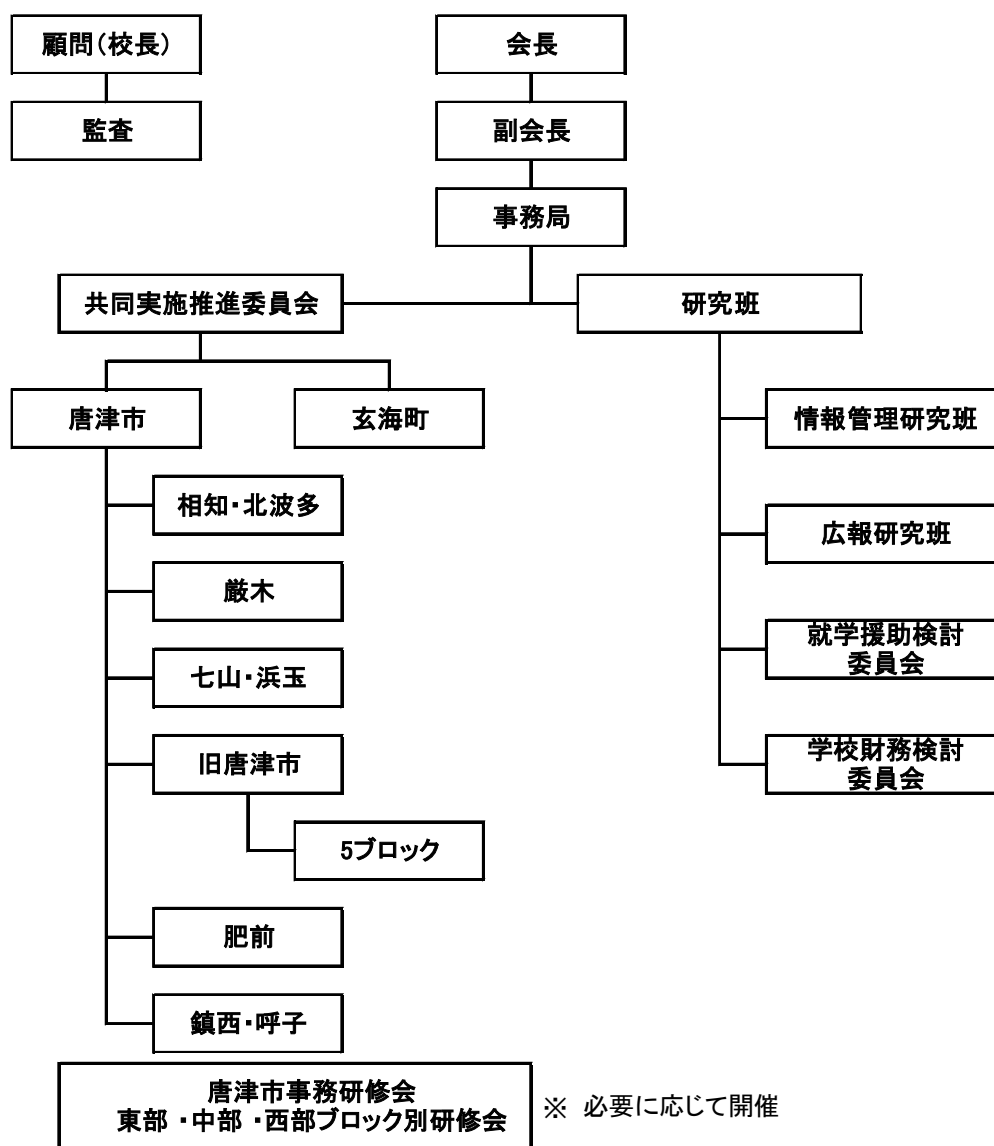 顧問(校長)
監査
会長
副会長
事務局
共同実施推進委員会
研究班
唐津市
玄海町
相知・北波多
厳木
七山・浜玉
旧唐津市
5ブロック
肥前
鎮西・呼子
情報管理研究班
広報研究班
就学援助検討
委員会
学校財務検討
委員会
唐津市事務研修会
東部 ・中部 ・西部ブロック別研修会
※ 必要に応じて開催